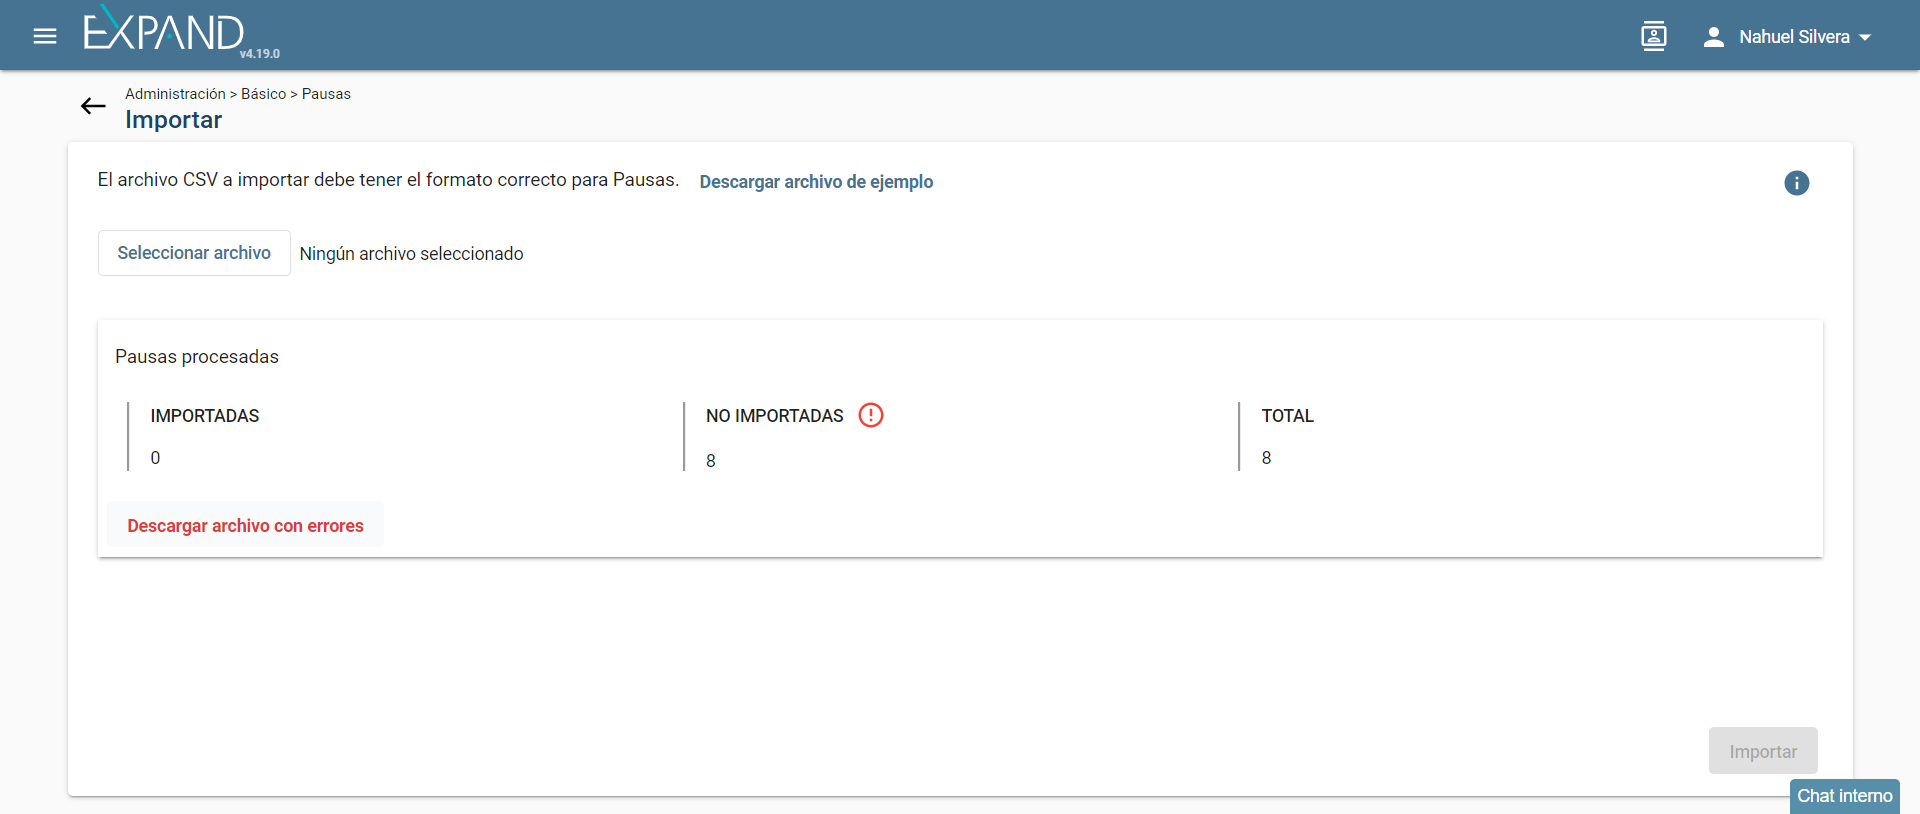 EXPAND
v4.19.0
Nahuel Silvera
Administración > Básico > Pausas
Importar
El archivo CSV a importar debe tener el formato correcto para Pausas. Descargar archivo de ejemplo
Seleccionar archivo Ningún archivo seleccionado
Pausas procesadas
IMPORTADAS NO IMPORTADAS TOTAL
0 8 8
Descargar archivo con errores
Importar
Chat interno